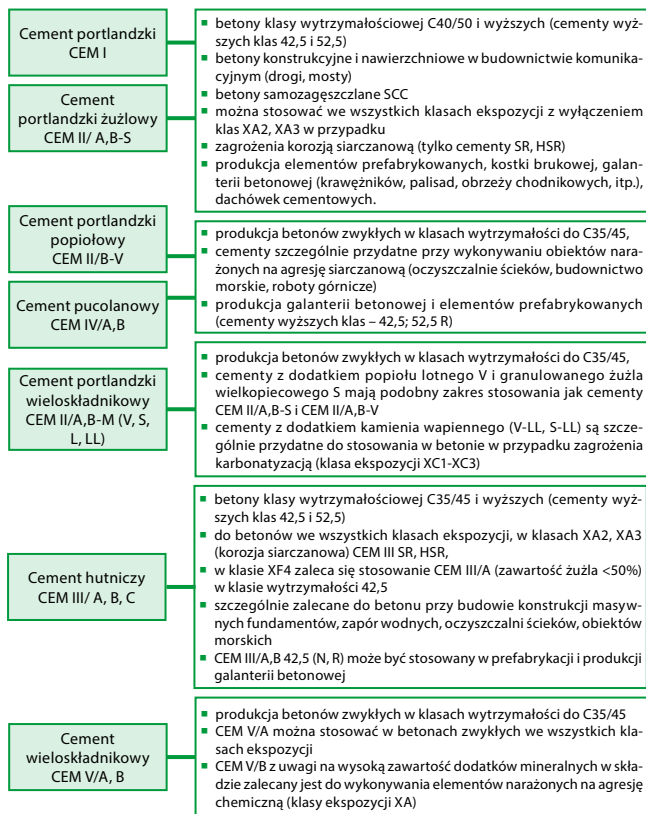 Cement portlandzki
CEM I
Cement
portlandzki żużlowy
CEM II/ A,B-S
▪ betony klasy wytrzymałościowej C40/50 i wyższych (cementy wyż-
szych klas 42,5 i 52,5)
▪ betony konstrukcyjne i nawierzchniowe w budownictwie komunika-
cyjnym (drogi, mosty)
▪ betony samozagęszczlane SCC
▪ można stosować we wszystkich klasach ekspozycji z wyłączeniem
klas XA2, XA3 w przypadku
▪ zagrożenia korozją siarczanową (tylko cementy SR, HSR)
▪ produkcja elementów prefabrykowanych, kostki brukowej, galan-
terii betonowej (krawężników, palisad, obrzeży chodnikowych, itp.),
dachówek cementowych.
Cement portlandzki
popiołowy
CEM II/B-V
Cement pucolanowy
CEM IV/A,B
▪ produkcja betonów zwykłych w klasach wytrzymałości do C35/45,
▪ cementy szczególnie przydatne przy wykonywaniu obiektów nara-
żonych na agresję siarczanową (oczyszczalnie ścieków, budownictwo
morskie, roboty górnicze)
▪ produkcja galanterii betonowej i elementów prefabrykowanych
(cementy wyższych klas – 42,5; 52,5 R)
Cement portlandzki
wieloskładnikowy
CEM II/A,B-M (V, S,
L, LL)
▪ produkcja betonów zwykłych w klasach wytrzymałości do C35/45,
▪ cementy z dodatkiem popiołu lotnego V i granulowanego żużla
wielkopiecowego S mają podobny zakres stosowania jak cementy
CEM II/A,B-S i CEM II/A,B-V
▪ cementy z dodatkiem kamienia wapiennego (V-LL, S-LL) są szcze-
gólnie przydatne do stosowania w betonie w przypadku zagrożenia
karbonatyzacją (klasa ekspozycji XC1-XC3)
Cement hutniczy
CEM III/ A, B, C
▪ betony klasy wytrzymałościowej C35/45 i wyższych (cementy wyż-
szych klas 42,5 i 52,5)
▪ do betonów we wszystkich klasach ekspozycji, w klasach XA2, XA3
(korozja siarczanowa) CEM III SR, HSR,
▪ w klasie XF4 zaleca się stosowanie CEM III/A (zawartość żużla <50%)
w klasie wytrzymałości 42,5
▪ szczególnie zalecane do betonu przy budowie konstrukcji masyw-
nych fundamentów, zapór wodnych, oczyszczalni ścieków, obiektów
morskich
▪ CEM III/A,B 42,5 (N, R) może być stosowany w prefabrykacji i produkcji
galanterii betonowej
Cement
wieloskładnikowy
CEM V/A, B
▪ produkcja betonów zwykłych w klasach wytrzymałości do C35/45
▪ CEM V/A można stosować w betonach zwykłych we wszystkich kla-
sach ekspozycji
▪ CEM V/B z uwagi na wysoką zawartość dodatków mineralnych w skła-
dzie zalecany jest do wykonywania elementów narażonych na agresję
chemiczną (klasy ekspozycji XA)